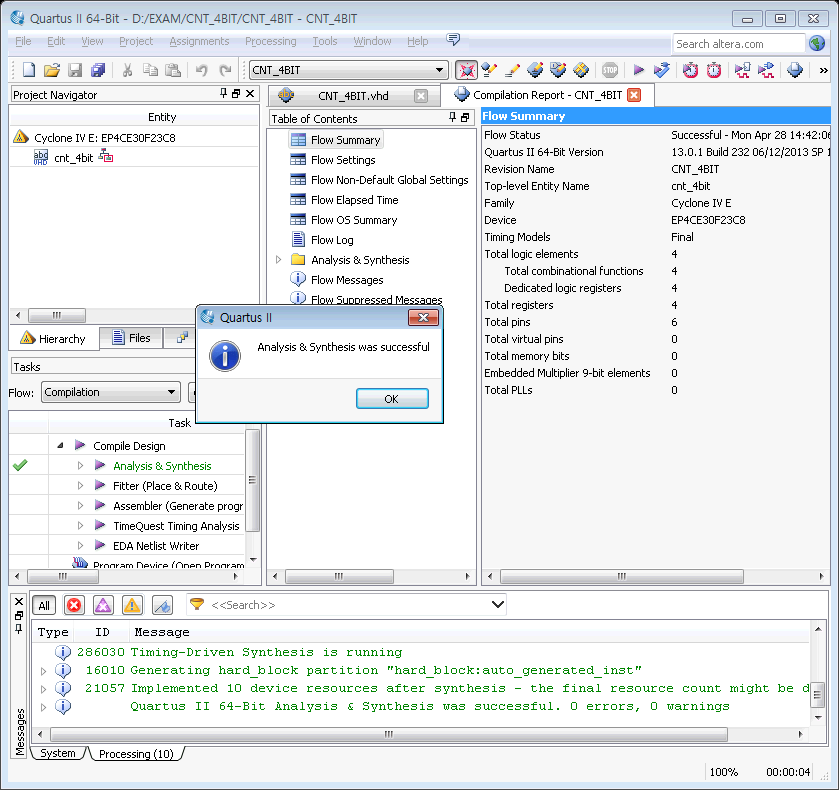 Quartus II 64-Bit - D:/EXAM/CNT_4BIT/CNT_4BIT - CNT_4BIT
File Edit View Project Assignments Processing Tools Window Help
Search altera.com
CNT_4BIT
STOP
»
Project Navigator
Entity
Cyclone IV E: EP4CE30F23C8
abc
VHD
cnt_4bit
Hierarchy
Files
Tasks
Flow:
Compilation
Task
Compile Design
Analysis & Synthesis
Fitter (Place & Route)
Assembler (Generate progr
TimeQuest Timing Analysis
EDA Netlist Writer
Program Device (Open Program
CNT_4BIT.vhd
Compilation Report - CNT_4BIT
Table of Contents
Flow Summary
Flow Settings
Flow Non-Default Global Settings
Flow Elapsed Time
Flow OS Summary
Flow Log
Analysis & Synthesis
Flow Messages
Flow Suppressed Messages
Flow Summary
Flow Status Successful - Mon Apr 28 14:42:06
Quartus II 64-Bit Version 13.0.1 Build 232 06/12/2013 SP 1
Revision Name CNT_4BIT
Top-level Entity Name cnt_4bit
Family Cyclone IV E
Device EP4CE30F23C8
Timing Models Final
Total logic elements 4
Total combinational functions 4
Dedicated logic registers 4
Total registers 4
Total pins 6
Total virtual pins 0
Total memory bits 0
Embedded Multiplier 9-bit elements 0
Total PLLs 0
Quartus II
Analysis & Synthesis was successful
OK
Messages
All
<<Search>>
Type ID Message
286030 Timing-Driven Synthesis is running
16010 Generating hard_block partition "hard_block:auto_generated_inst"
21057 Implemented 10 device resources after synthesis - the final resource count might be d
Quartus II 64-Bit Analysis & Synthesis was successful. 0 errors, 0 warnings
System
Processing (10)
100% 00:00:04